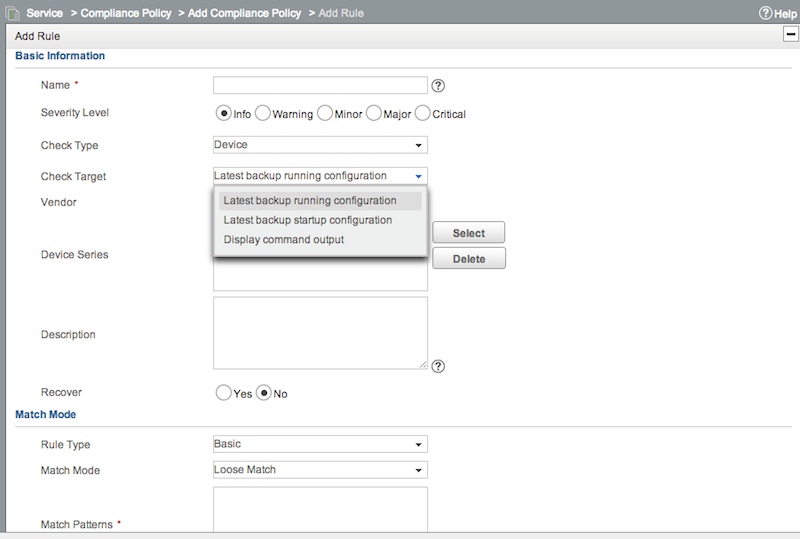 Service > Compliance Policy > Add Compliance Policy > Add Rule ? Help
Add Rule
Basic Information
Name * ?
Severity Level Info Warning Minor Major Critical
Check Type Device
Check Target Latest backup running configuration
Vendor Latest backup running configuration
Latest backup startup configuration
Select
Display command output
Device Series
Delete
Description
?
Recover Yes No
Match Mode
Rule Type Basic
Match Mode Loose Match
Match Patterns *